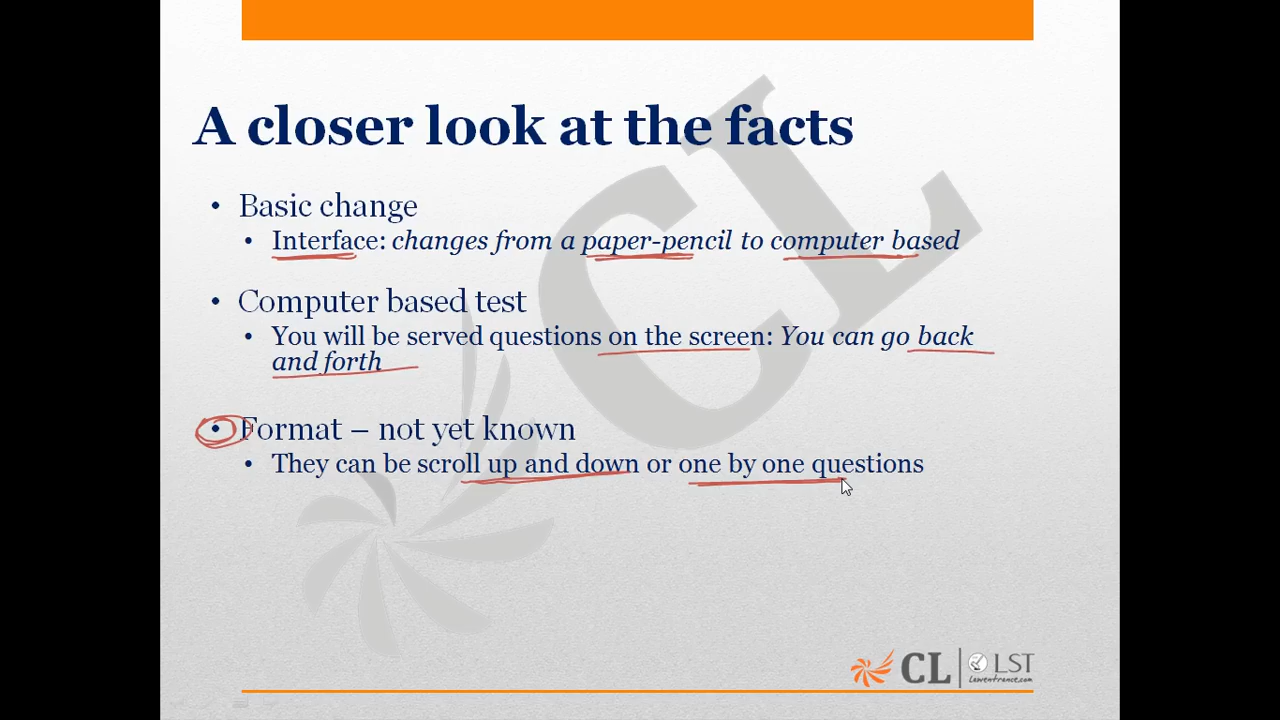 A closer look at the facts
• Basic change
• Interface: changes from a paper-pencil to computer based
• Computer based test
• You will be served questions on the screen: You can go back
and forth
• Format – not yet known
• They can be scroll up and down or one by one questions
CL
CL | LST
Lawentrance.com